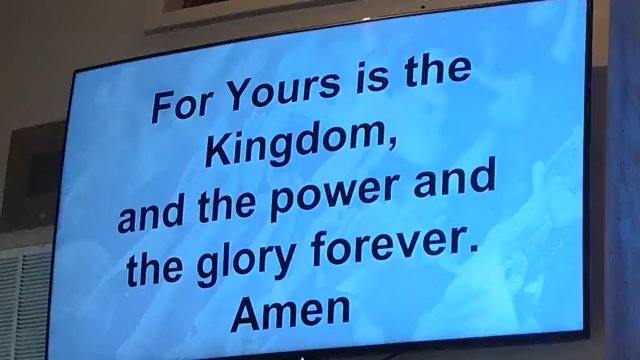 For Yours is the
Kingdom,
and the power and
the glory forever.
Amen